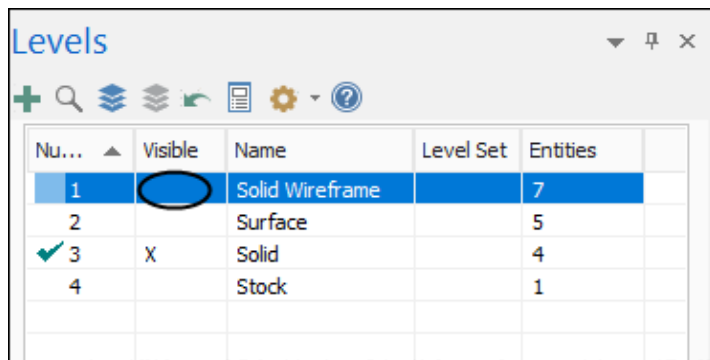 Levels
Nu... Visible Name Level Set Entities
1 Solid Wireframe 7
2 Surface 5
3 X Solid 4
4 Stock 1